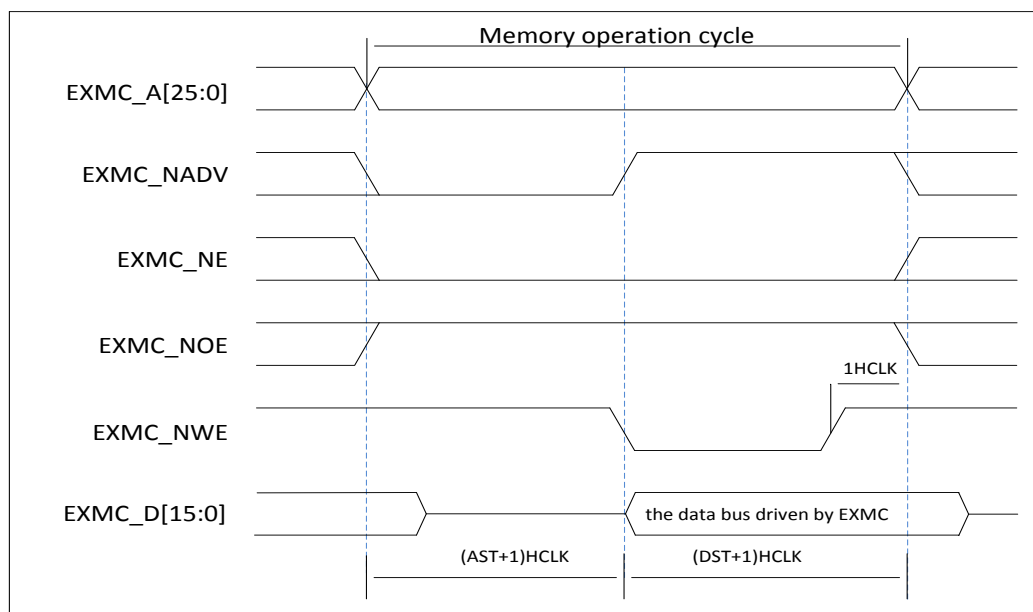 Memory operation cycle
EXMC_A[25:0]
EXMC_NADV
EXMC_NE
EXMC_NOE
1HCLK
EXMC_NWE
EXMC_D[15:0]
the data bus driven by EXMC
(AST+1)HCLK
(DST+1)HCLK